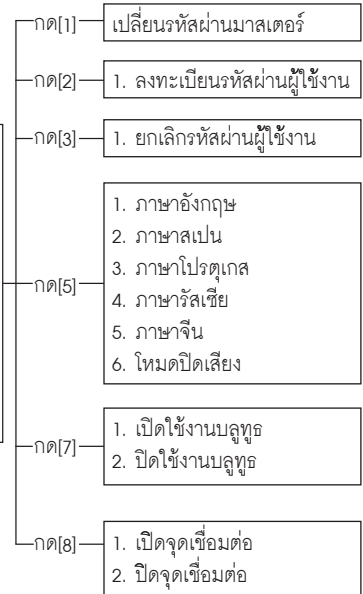 กด[1] เปลี่ยนรหัสผ่านมาสเตอร์
กด[2] 1. ลงทะเบียนรหัสผ่านผู้ใช้งาน
กด[3] 1. ยกเลิกรหัสผ่านผู้ใช้งาน
1. ภาษาอังกฤษ
2. ภาษาสเปน
3. ภาษาโปรตุเกส
กด[5] 4. ภาษารัสเซีย
5. ภาษาจีน
6. โหมดปิดเสียง
กด[7] 1. เปิดใช้งานบลูทูธ
2. ปิดใช้งานบลูทูธ
กด[8] 1. เปิดจุดเชื่อมต่อ
2. ปิดจุดเชื่อมต่อ